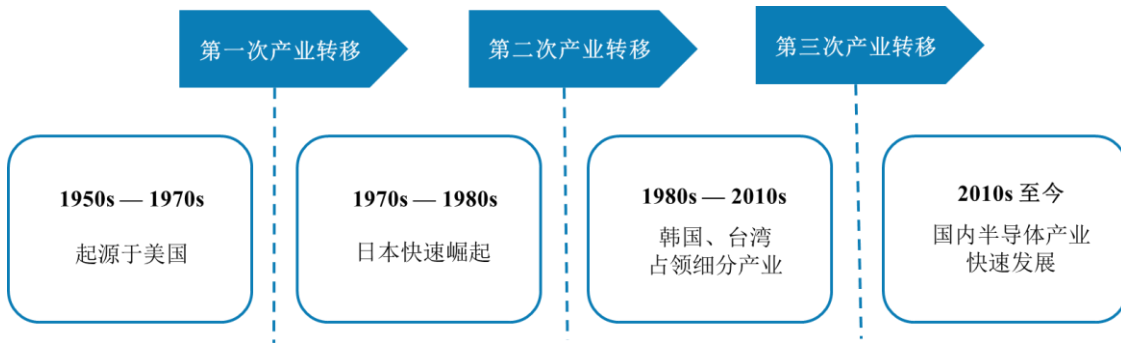 第一次产业转移
第二次产业转移
第三次产业转移
1950s — 1970s
起源于美国
1970s — 1980s
日本快速崛起
1980s — 2010s
韩国、台湾
占领细分产业
2010s 至今
国内半导体产业
快速发展